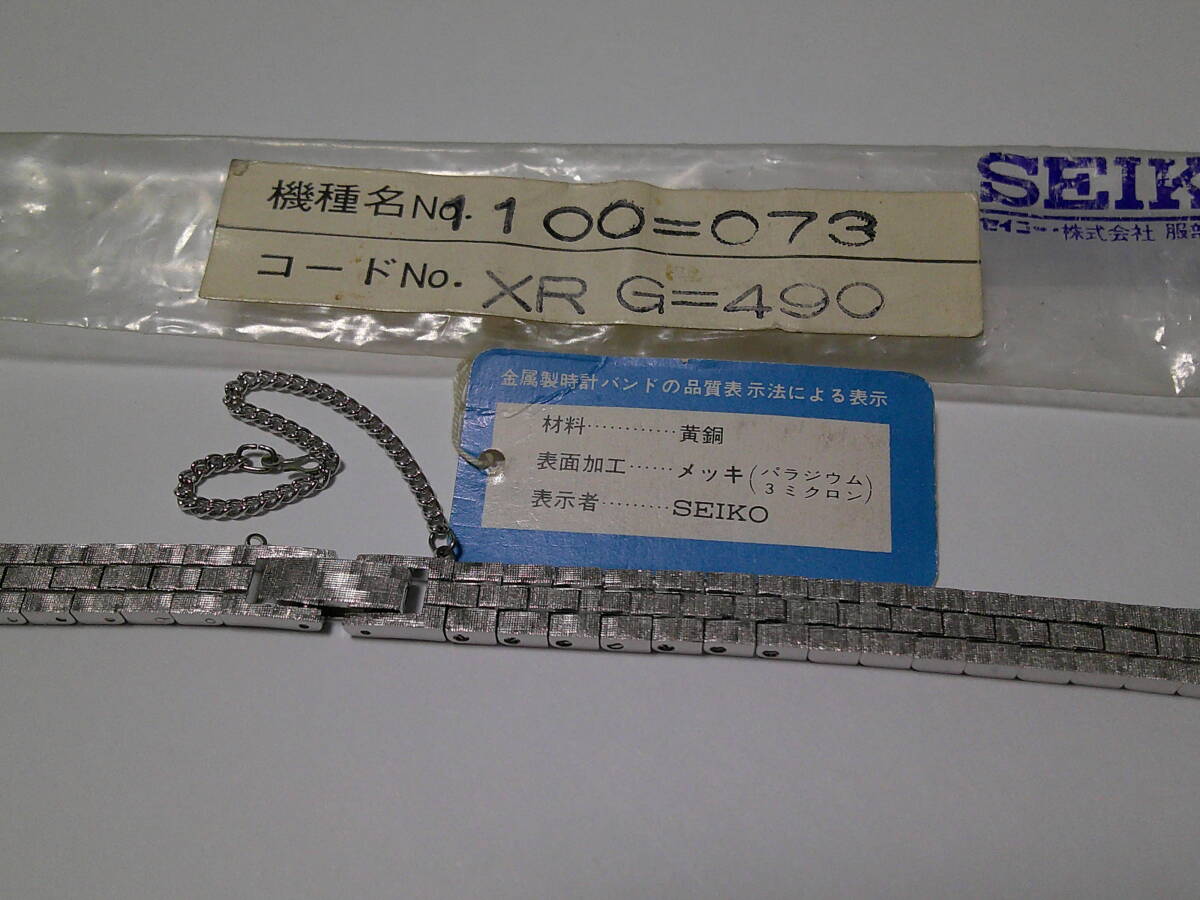 SEIK
セイコー・株式会社 服部
機種名No. 1100=073
コードNo. XR G=490
金属製時計バンドの品質表示法による表示
材料…………黄銅
表面加工……メッキ(パラジウム
3ミクロン)
表示者………SEIKO